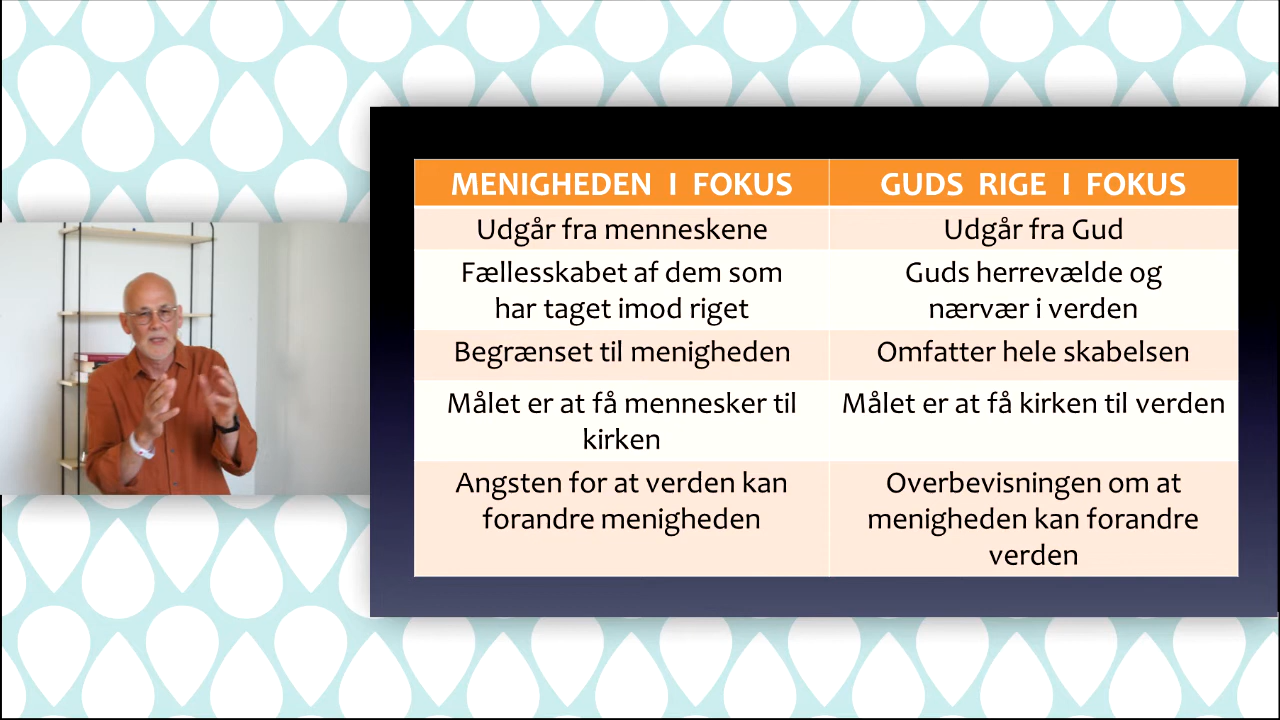 MENIGHEDEN I FOKUS
GUDS RIGE I FOKUS
Udgår fra menneskene
Udgår fra Gud
Fællesskabet af dem som
har taget imod riget
Guds herrevælde og
nærvær i verden
Begrænset til menigheden
Omfatter hele skabelsen
Målet er at få mennesker til
kirken
Målet er at få kirken til verden
Angsten for at verden kan
forandre menigheden
Overbevisningen om at
menigheden kan forandre
verden